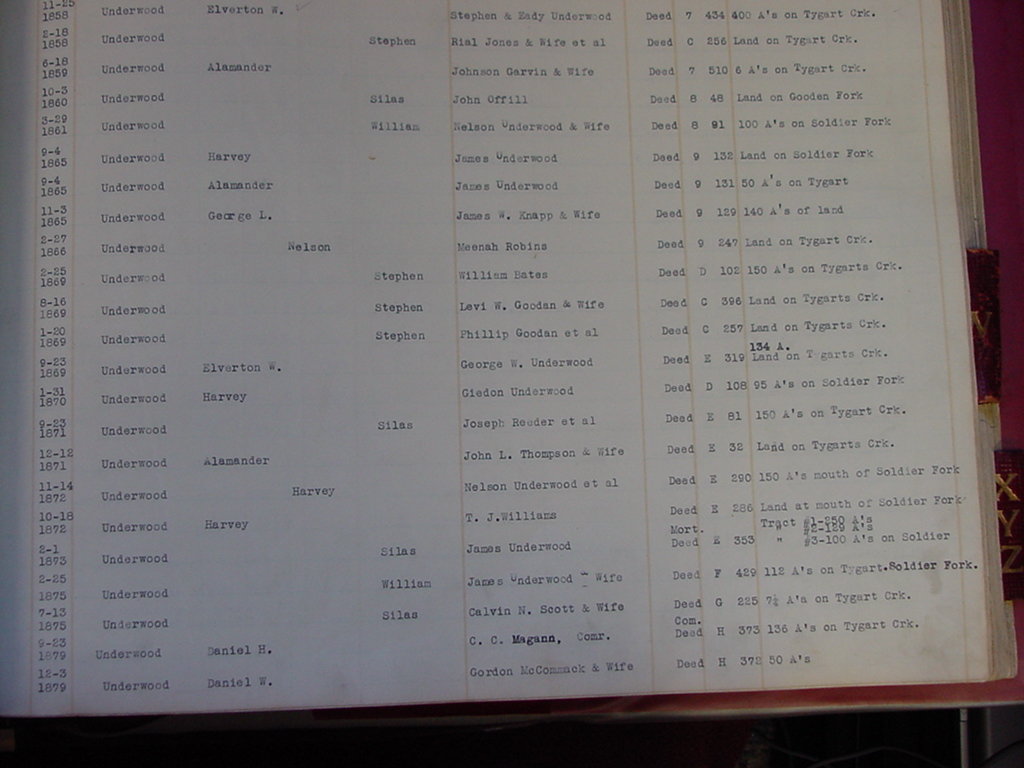 11-25
1858 Underwood Elverton W. Stephen & Eady Underwood Deed 7 434 400 A's on Tygart Crk.
2-18
1858 Underwood Stephen Rial Jones & Wife et al Deed C 256 Land on Tygart Crk.
6-18
1859 Underwood Alamander Johnson Garvin & Wife Deed 7 510 6 A's on Tygart Crk.
10-3
1860 Underwood Silas John Offill Deed 8 48 Land on Gooden Fork
3-29
1861 Underwood William Nelson Underwood & Wife Deed 8 91 100 A's on Soldier Fork
9-4
1865 Underwood Harvey James Underwood Deed 9 132 Land on Soldier Fork
9-4
1865 Underwood Alamander James Underwood Deed 9 131 50 A's on Tygart
11-3
1865 Underwood George L. James W. Knapp & Wife Deed 9 129 140 A's of land
2-27
1866 Underwood Nelson Meenah Robins Deed 9 247 Land on Tygart Crk.
2-25
1869 Underwood Stephen William Bates Deed D 102 150 A's on Tygarts Crk.
8-16
1869 Underwood Stephen Levi W. Goodan & Wife Deed C 396 Land on Tygarts Crk.
1-20
1869 Underwood Stephen Phillip Goodan et al Deed C 257 Land on Tygarts Crk.
134 A.
9-23
1869 Underwood Elverton W. George W. Underwood Deed E 319 Land on Tygarts Crk.
1-31
1870 Underwood Harvey Giedon Underwood Deed D 108 95 A's on Soldier Fork
9-23
1871 Underwood Silas Joseph Reuder et al Deed E 81 150 A's on Tygart Crk.
12-12
1871 Underwood Alamander John L. Thompson & Wife Deed E 32 Land on Tygarts Crk.
11-14
1872 Underwood Harvey Nelson Underwood et al Deed E 290 150 A's mouth of Soldier Fork
10-18
1872 Underwood Harvey T. J.Williams Deed E 286 Land at mouth of Soldier Fork
Mort. Tract #1-250 A's
#2-129 A's
2-1
1873 Underwood Silas James Underwood Deed E 353 " #3-100 A's on Soldier
2-25
1875 Underwood William James Underwood & Wife Deed F 429 112 A's on Tygart.Soldier Fork.
7-13
1875 Underwood Silas Calvin N. Scott & Wife Deed G 225 7½ A'a on Tygart Crk.
Com.
9-23
1879 Underwood Daniel H. C. C. Magann, Comr. Deed H 373 136 A's on Tygart Crk.
12-3
1879 Underwood Daniel W. Gordon McCommack & Wife Deed H 372 50 A's
V
X
Y
Z